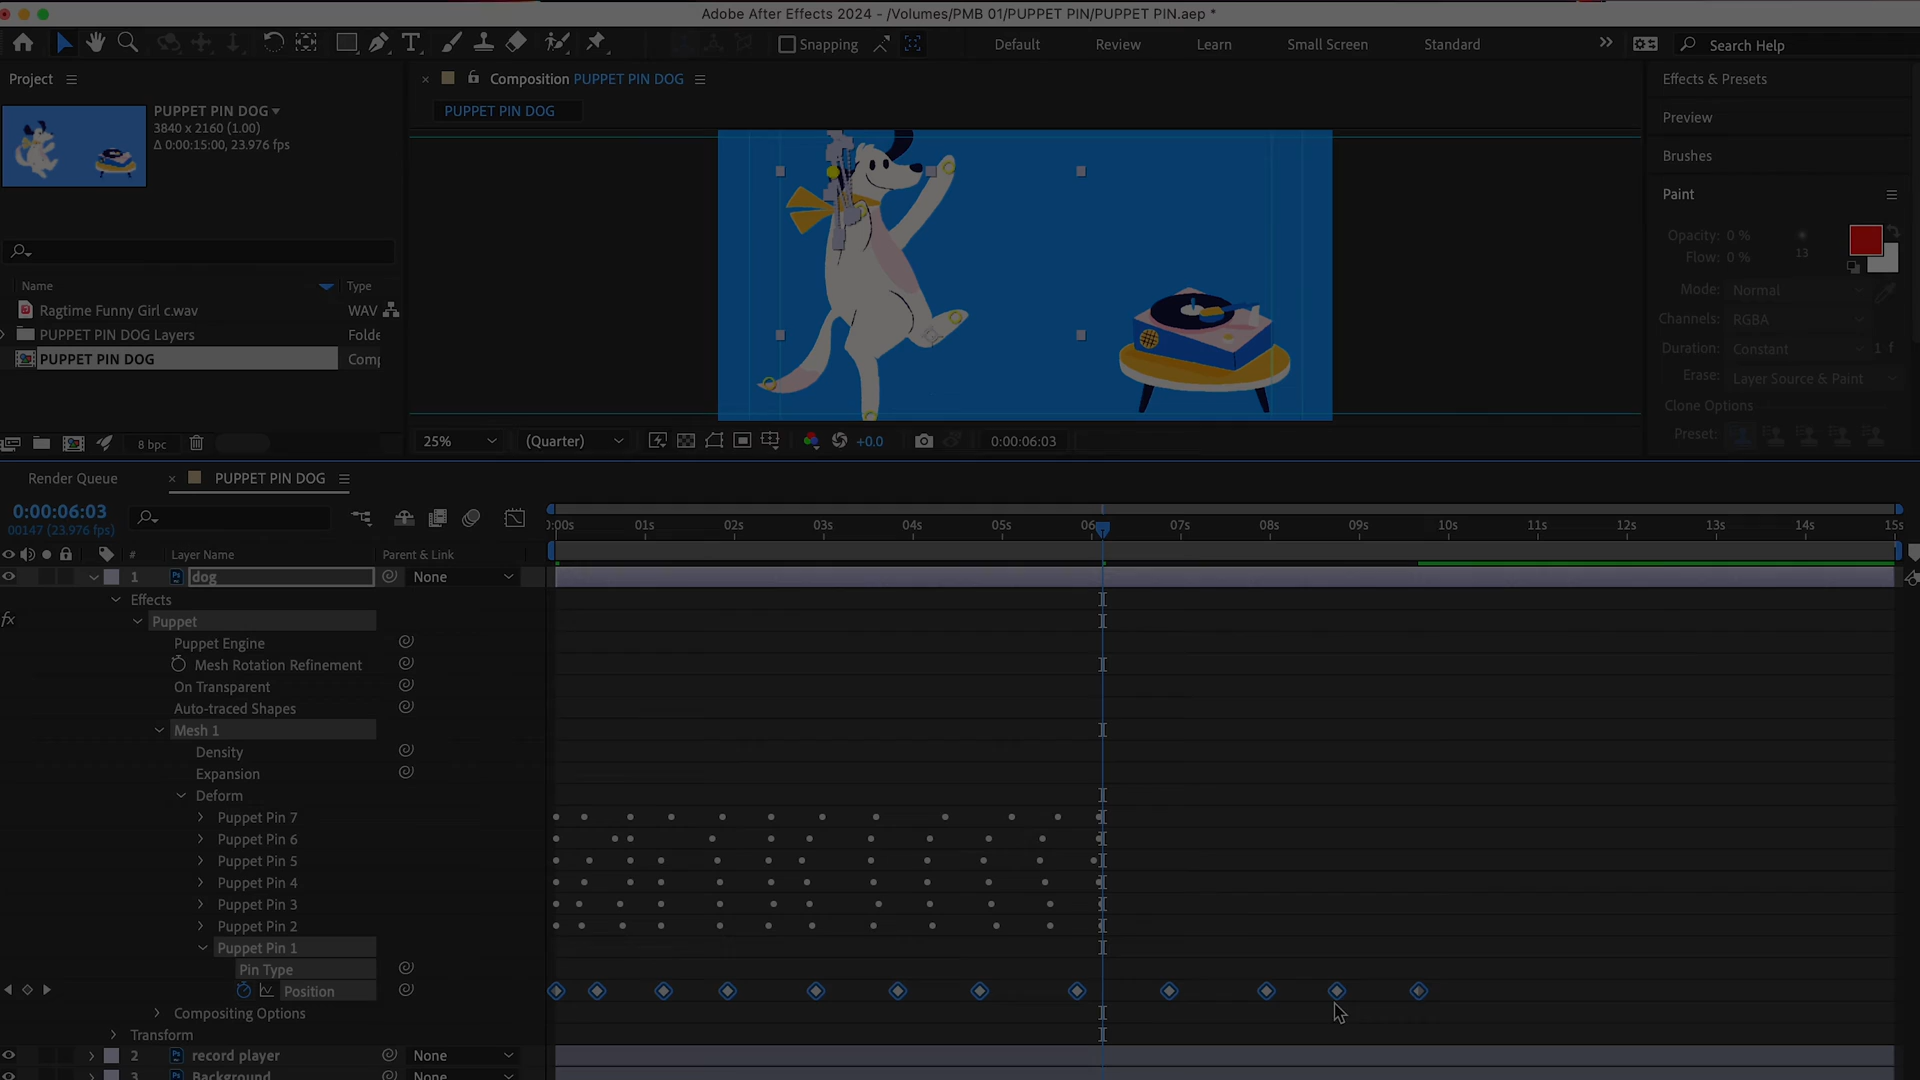 Adobe After Effects 2024 - /Volumes/PMB 01/PUPPET PIN/PUPPET PIN.aep *
Snapping
Default
Review
Learn
Small Screen
Standard
Search Help
Project
PUPPET PIN DOG
3840 x 2160 (1.00)
Δ 0:00:15:00, 23.976 fps
Name
Type
Ragtime Funny Girl c.wav
WAV
PUPPET PIN DOG Layers
Folde
PUPPET PIN DOG
Comp
8 bpc
Composition PUPPET PIN DOG
PUPPET PIN DOG
25%
(Quarter)
+0.0
0:00:06:03
Effects & Presets
Preview
Brushes
Paint
Opacity: 0 %
Flow: 0 %
13
Mode: Normal
Channels: RGBA
Duration: Constant 1 f
Erase: Layer Source & Paint
Clone Options
Preset:
Render Queue
PUPPET PIN DOG
0:00:06:03
00147 (23.976 fps)
# Layer Name Parent & Link
):00s 01s 02s 03s 04s 05s 06s 07s 08s 09s 10s 11s 12s 13s 14s 15s
1 dog None
Effects
fx Puppet
Puppet Engine
Mesh Rotation Refinement
On Transparent
Auto-traced Shapes
Mesh 1
Density
Expansion
Deform
Puppet Pin 7
Puppet Pin 6
Puppet Pin 5
Puppet Pin 4
Puppet Pin 3
Puppet Pin 2
Puppet Pin 1
Pin Type
Position
Compositing Options
Transform
2 record player None
3 Background None